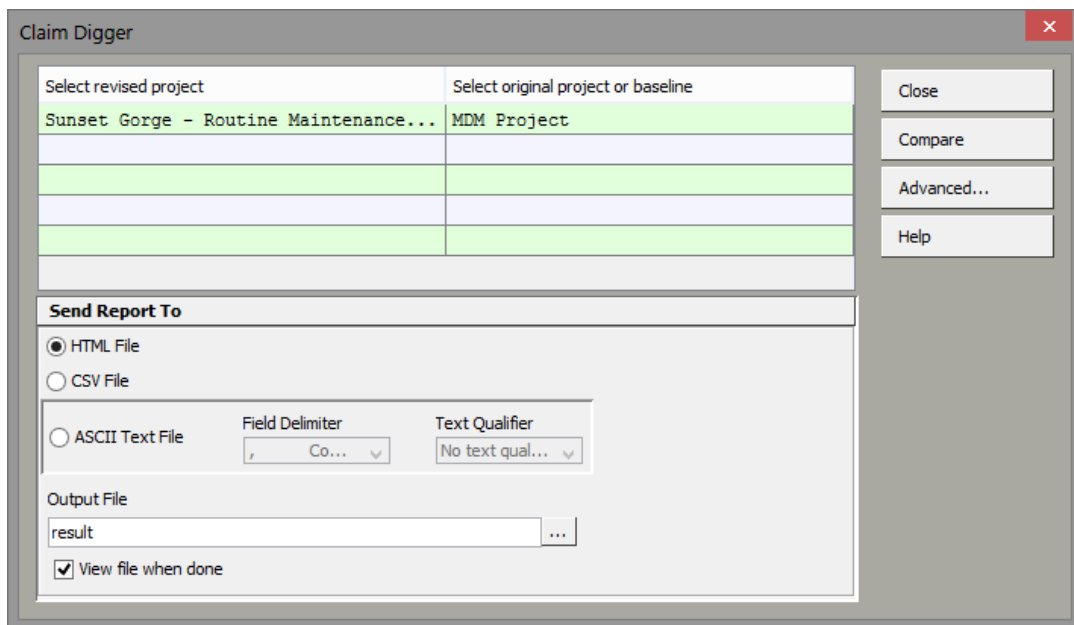 Claim Digger
Select revised project Select original project or baseline
Sunset Gorge - Routine Maintenance... MDM Project
Close
Compare
Advanced...
Help
Send Report To
HTML File
CSV File
ASCII Text File
Field Delimiter
, Co...
Text Qualifier
No text qual...
Output File
result
...
View file when done